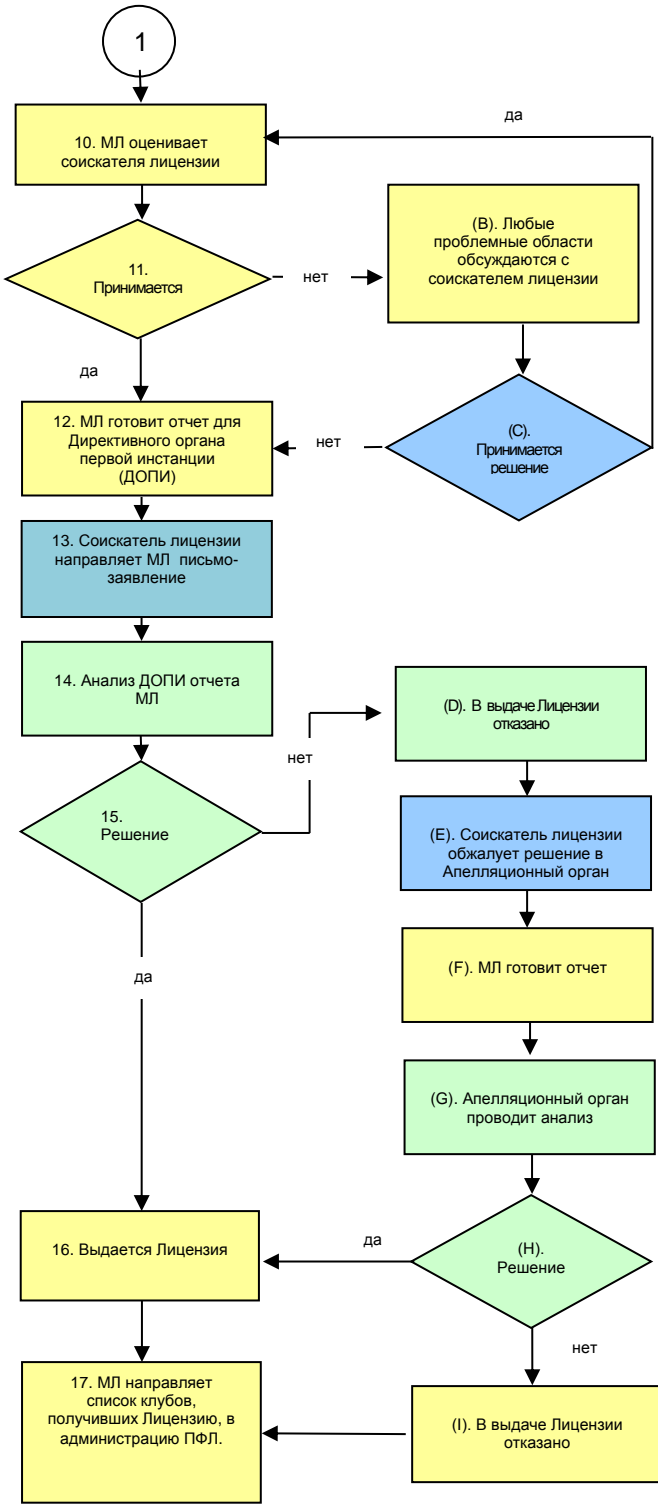 1
да
10. МЛ оценивает
соискателя лицензии
(B). Любые
проблемные области
обсуждаются с
соискателем лицензии
11.
Принимается
нет
да
12. МЛ готовит отчет для
Директивного органа
первой инстанции
(ДОПИ)
нет
(C).
Принимается
решение
13. Соискатель лицензии
направляет МЛ письмо-
заявление
14. Анализ ДОПИ отчета
МЛ
(D). В выдаче Лицензии
отказано
нет
15.
Решение
(E). Соискатель лицензии
обжалует решение в
Апелляционный орган
да
(F). МЛ готовит отчет
(G). Апелляционный орган
проводит анализ
16. Выдается Лицензия
да
(H).
Решение
нет
17. МЛ направляет
список клубов,
получивших Лицензию, в
администрацию ПФЛ.
(I). В выдаче Лицензии
отказано